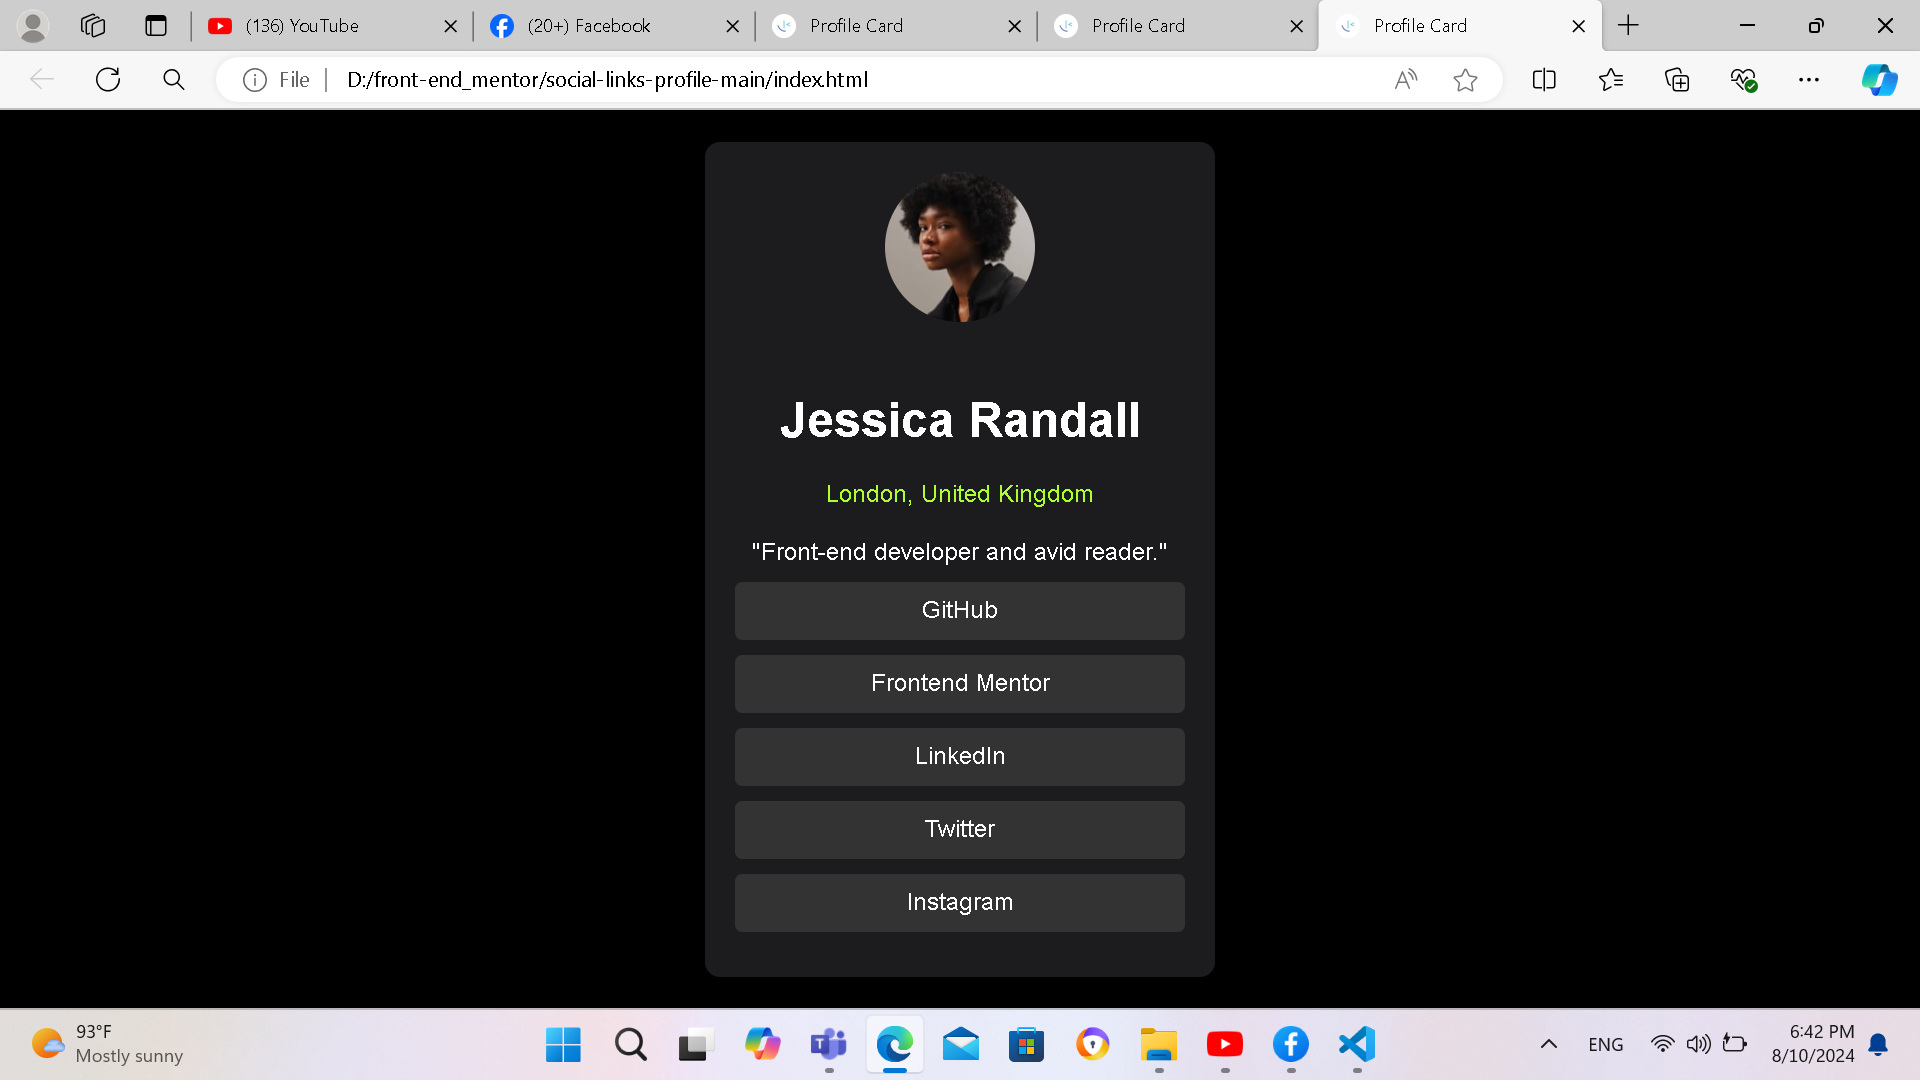 (136) YouTube
(20+) Facebook
Profile Card
Profile Card
Profile Card
File
D:/front-end_mentor/social-links-profile-main/index.html
Jessica Randall
London, United Kingdom
"Front-end developer and avid reader."
GitHub
Frontend Mentor
LinkedIn
Twitter
Instagram
93°F
Mostly sunny
ENG
6:42 PM
8/10/2024